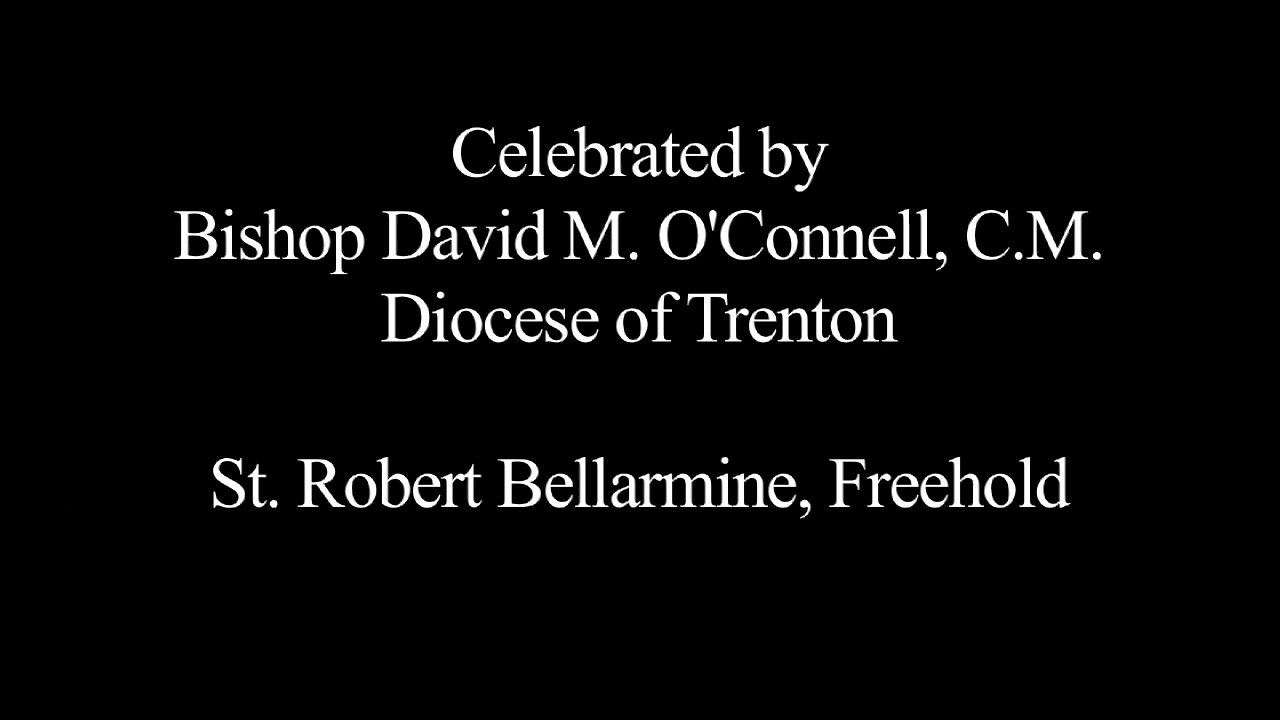 Celebrated by
Bishop David M. O'Connell, C.M.
Diocese of Trenton
St. Robert Bellarmine, Freehold